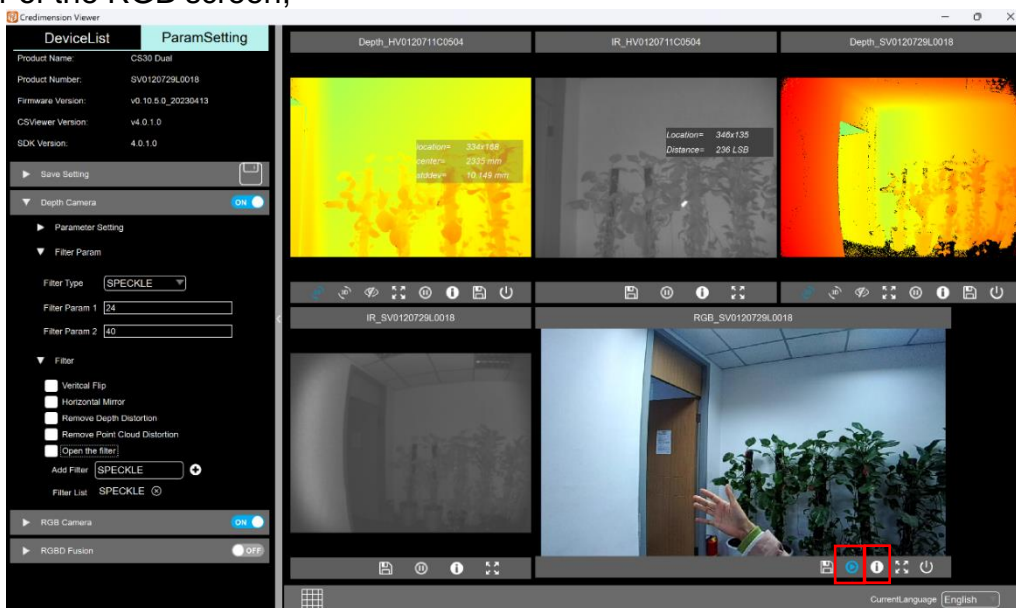 Credimension Viewer
DeviceList ParamSetting
Product Name: CS30 Dual
Product Number: SV0120729L0018
Firmware Version: v0.10.5.0_20230413
CSViewer Version: v4.0.1.0
SDK Version: 4.0.1.0
Save Setting
Depth Camera ON
Parameter Setting
Filter Param
Filter Type SPECKLE
Filter Param 1 24
Filter Param 2 40
Filter
Veritcal Flip
Horizontal Mirror
Remove Depth Distortion
Remove Point Cloud Distortion
Open the filter
Add Filter SPECKLE
Filter List SPECKLE
RGB Camera ON
RGBD Fusion OFF
Depth_HV0120711C0504
location= 334x168
center= 2335 mm
stddev= 10.149 mm
IR_HV0120711C0504
Location= 346x135
Distance= 236 LSB
Depth_SV0120729L0018
IR_SV0120729L0018
RGB_SV0120729L0018
CurrentLanguage English